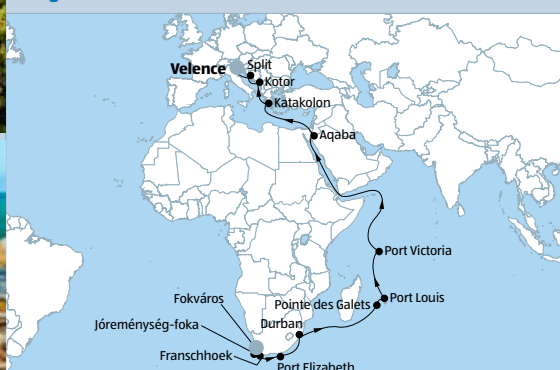 Split
Velence
Kotor
Katakolon
Aqaba
Port Victoria
Fokváros
Pointe des Galets
Port Louis
Jóreménység-foka
Durban
Franschhoek
Port Elizabeth